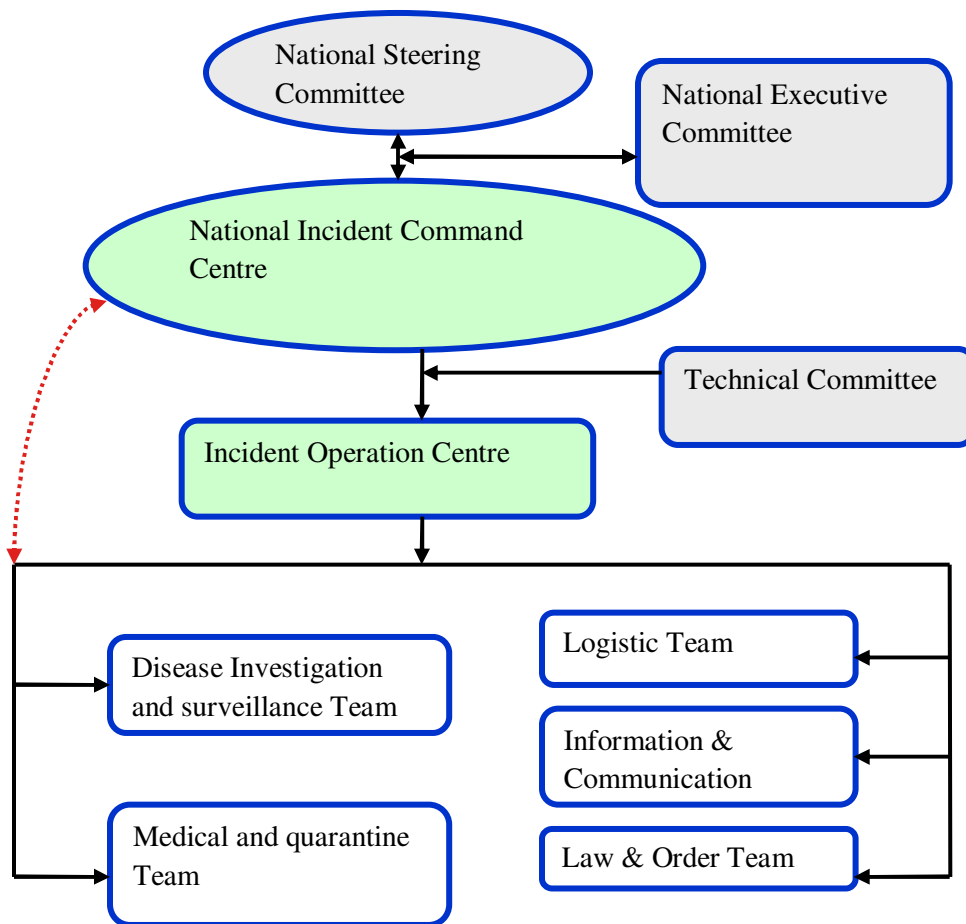 National Steering
Committee
National Executive
Committee
National Incident Command
Centre
Technical Committee
Incident Operation Centre
Disease Investigation
and surveillance Team
Medical and quarantine
Team
Logistic Team
Information &
Communication
Law & Order Team